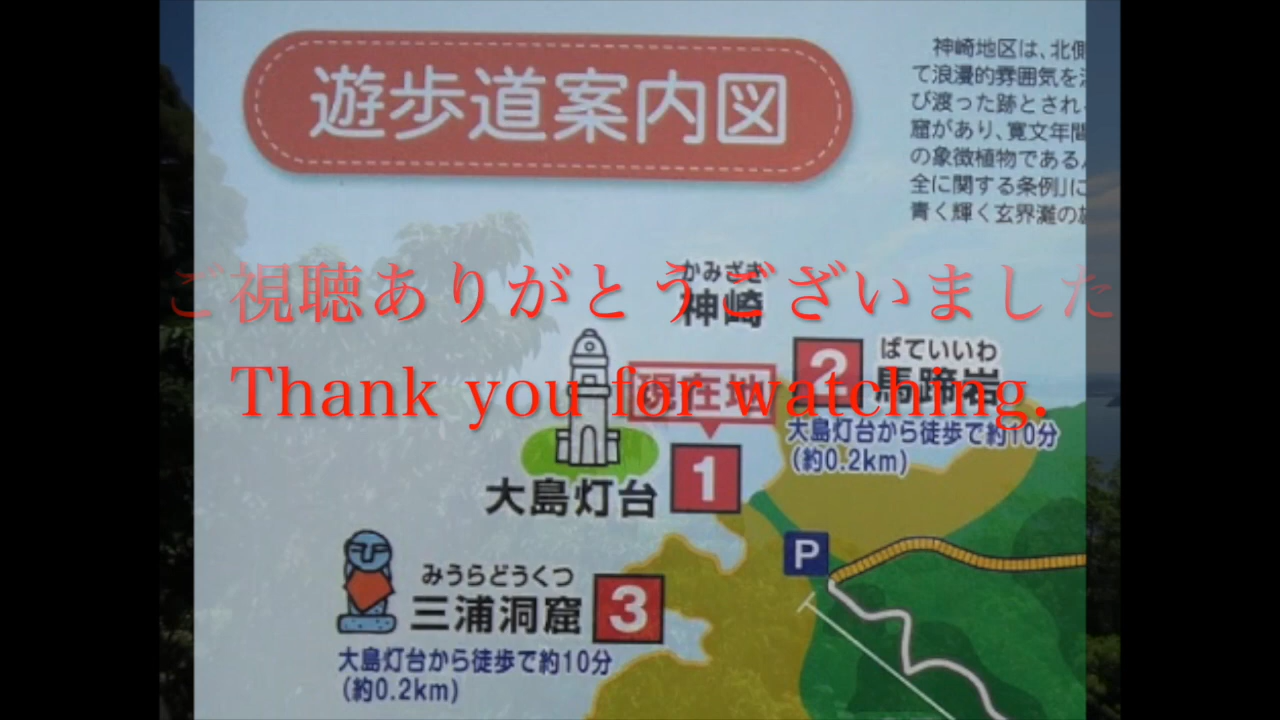 遊歩道案内図
神崎地区は、北側
て浪漫的雰囲気を
び渡った跡とされ
窟があり、寛文年間
の象徴植物である
全に関する条例」に
青く輝く玄界灘の
ご視聴ありがとうございました
Thank you for watching.
かみざき
神崎
現在地
2
ばていいわ
馬蹄岩
大島灯台から徒歩で約10分
(約0.2km)
1
大島灯台
P
みうらどうくつ
三浦洞窟
3
大島灯台から徒歩で約10分
(約0.2km)